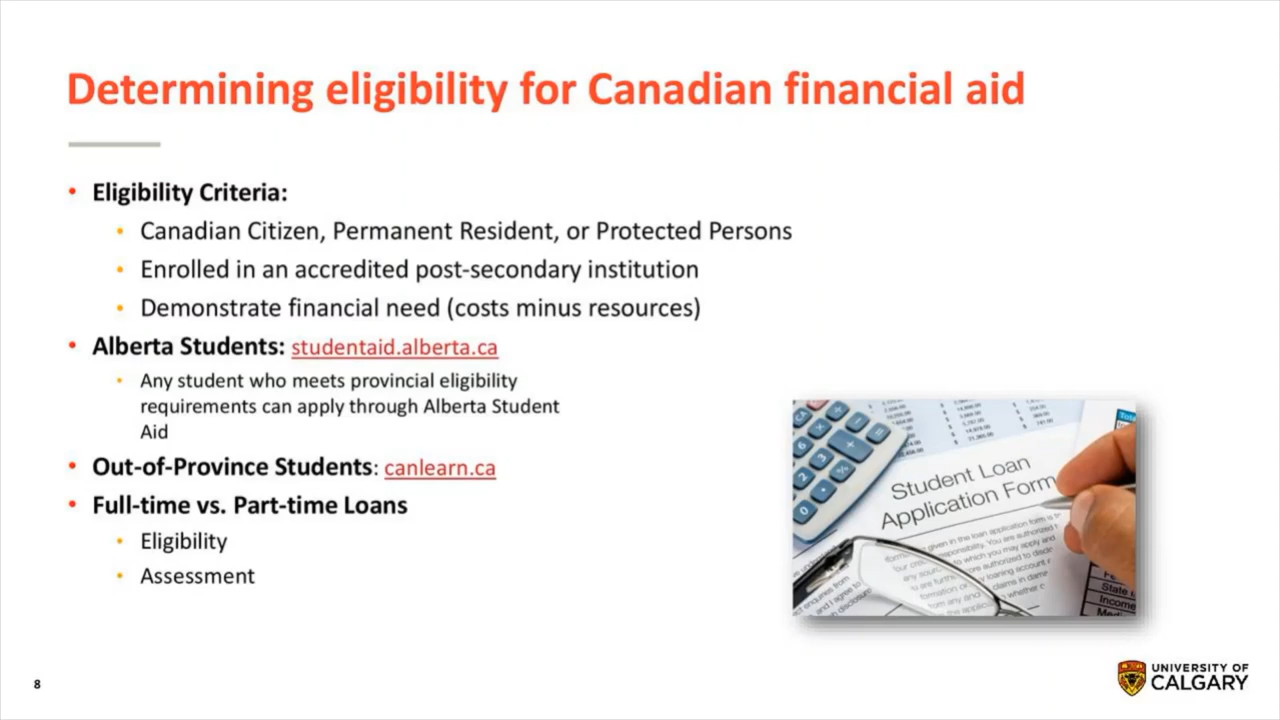 Determining eligibility for Canadian financial aid
• Eligibility Criteria:
• Canadian Citizen, Permanent Resident, or Protected Persons
• Enrolled in an accredited post-secondary institution
• Demonstrate financial need (costs minus resources)
• Alberta Students: studentaid.alberta.ca
• Any student who meets provincial eligibility
requirements can apply through Alberta Student
Aid
• Out-of-Province Students: canlearn.ca
• Full-time vs. Part-time Loans
• Eligibility
• Assessment
Student Loan
Application Form
8
UNIVERSITY OF
CALGARY